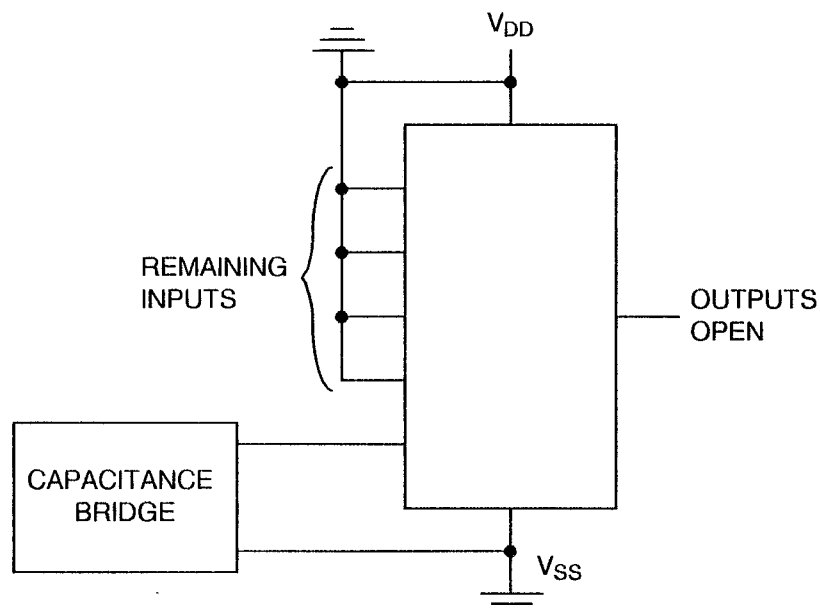 V_DD
REMAINING
INPUTS
OUTPUTS
OPEN
CAPACITANCE
BRIDGE
V_SS